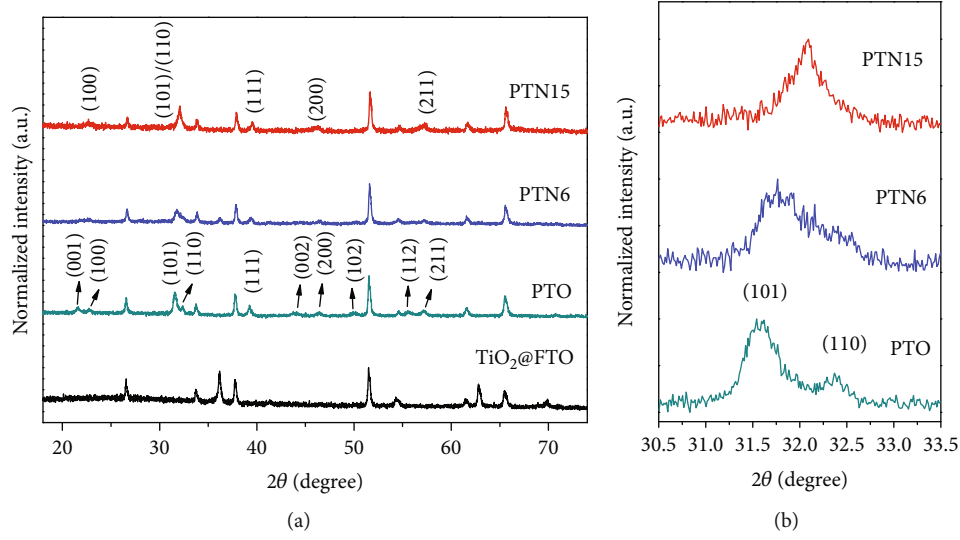 Normalized intensity (a.u.)
(100)
(101)/(110)
(111)
(200)
(211)
PTN15
PTN6
(001)
(100)
(101)
(110)
(111)
(002)
(200)
(102)
(112)
(211)
PTO
TiO₂@FTO
20 30 40 50 60 70
2θ (degree)
(a)
Normalized intensity (a.u.)
PTN15
PTN6
(101)
(110)
PTO
30.5 31.0 31.5 32.0 32.5 33.0 33.5
2θ (degree)
(b)